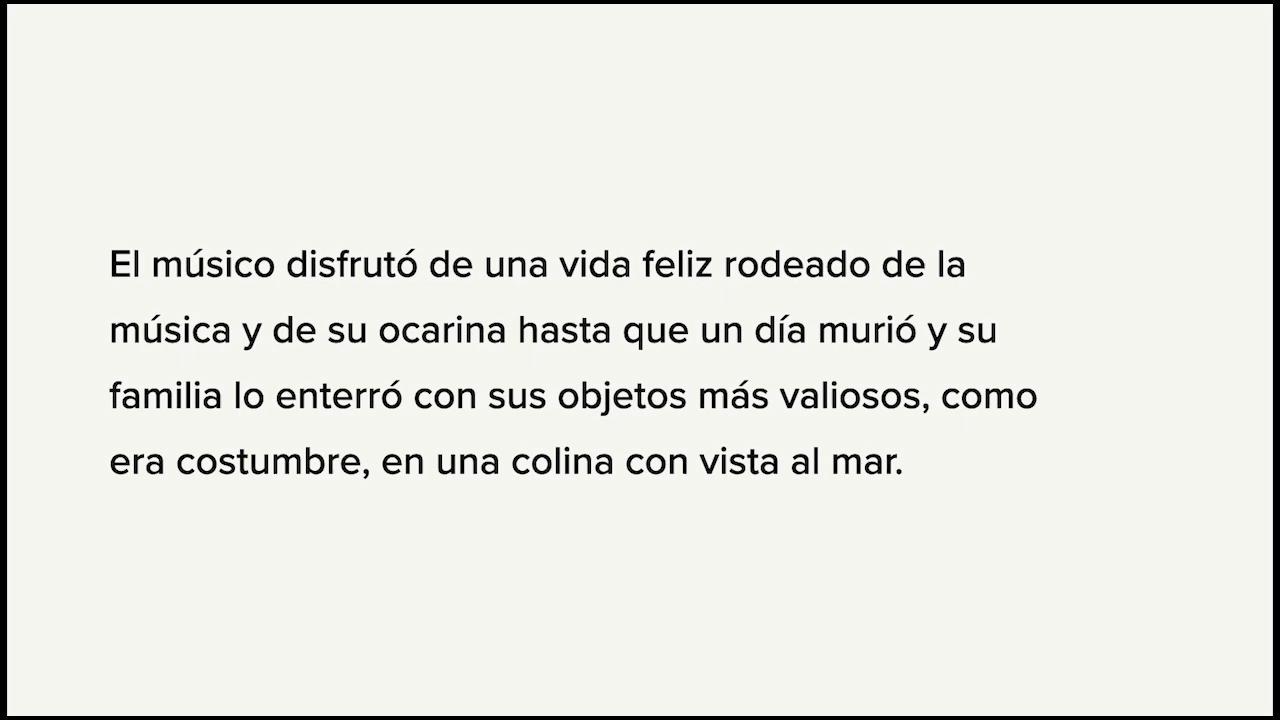 El músico disfrutó de una vida feliz rodeado de la
música y de su ocarina hasta que un día murió y su
familia lo enterró con sus objetos más valiosos, como
era costumbre, en una colina con vista al mar.